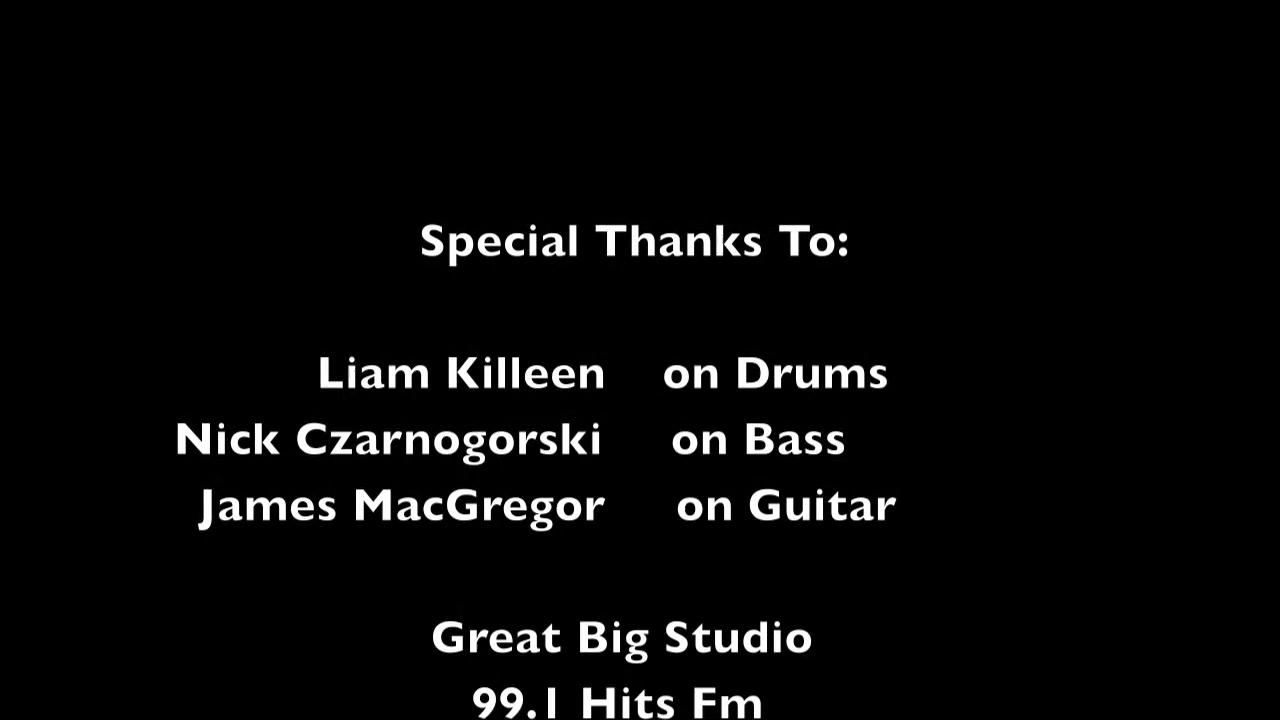 Special Thanks To:
Liam Killeen on Drums
Nick Czarnogorski on Bass
James MacGregor on Guitar
Great Big Studio
99.1 Hits Fm